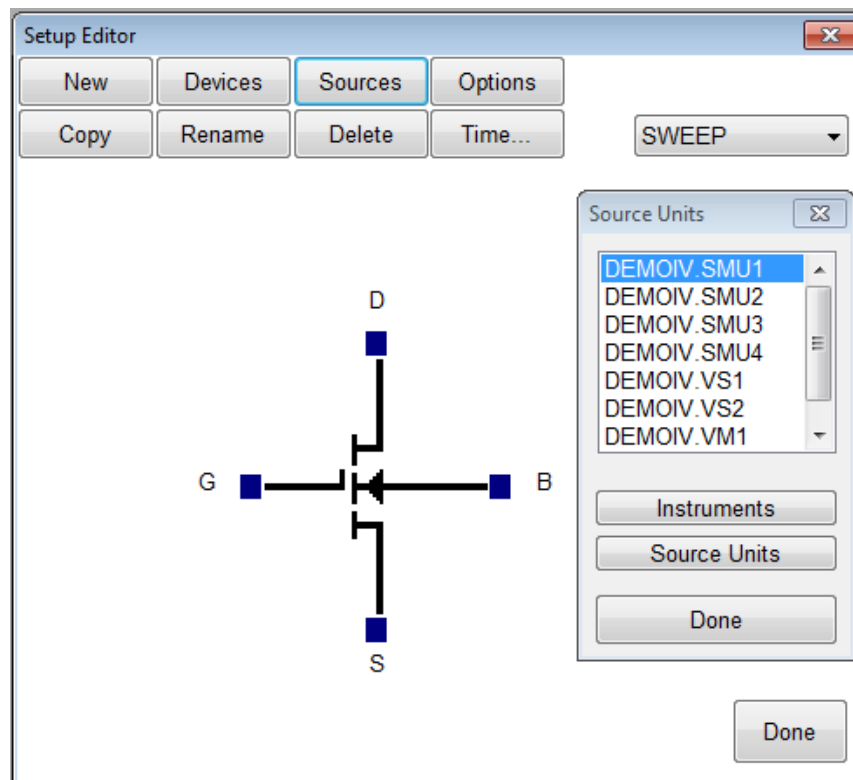 Setup Editor
New Devices Sources Options
Copy Rename Delete Time... SWEEP
Source Units
DEMOIV.SMU1
DEMOIV.SMU2
DEMOIV.SMU3
DEMOIV.SMU4
DEMOIV.VS1
DEMOIV.VS2
DEMOIV.VM1
D
G B
S
Instruments
Source Units
Done
Done